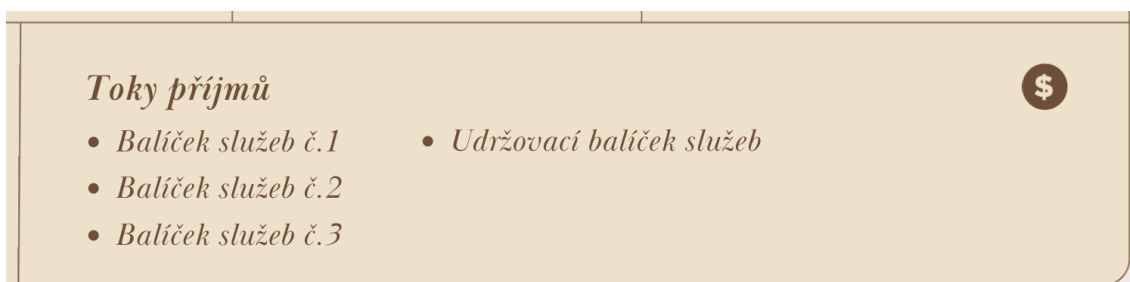 Toky příjmů
$
• Balíček služeb č.1
• Balíček služeb č.2
• Balíček služeb č.3
• Udržovací balíček služeb